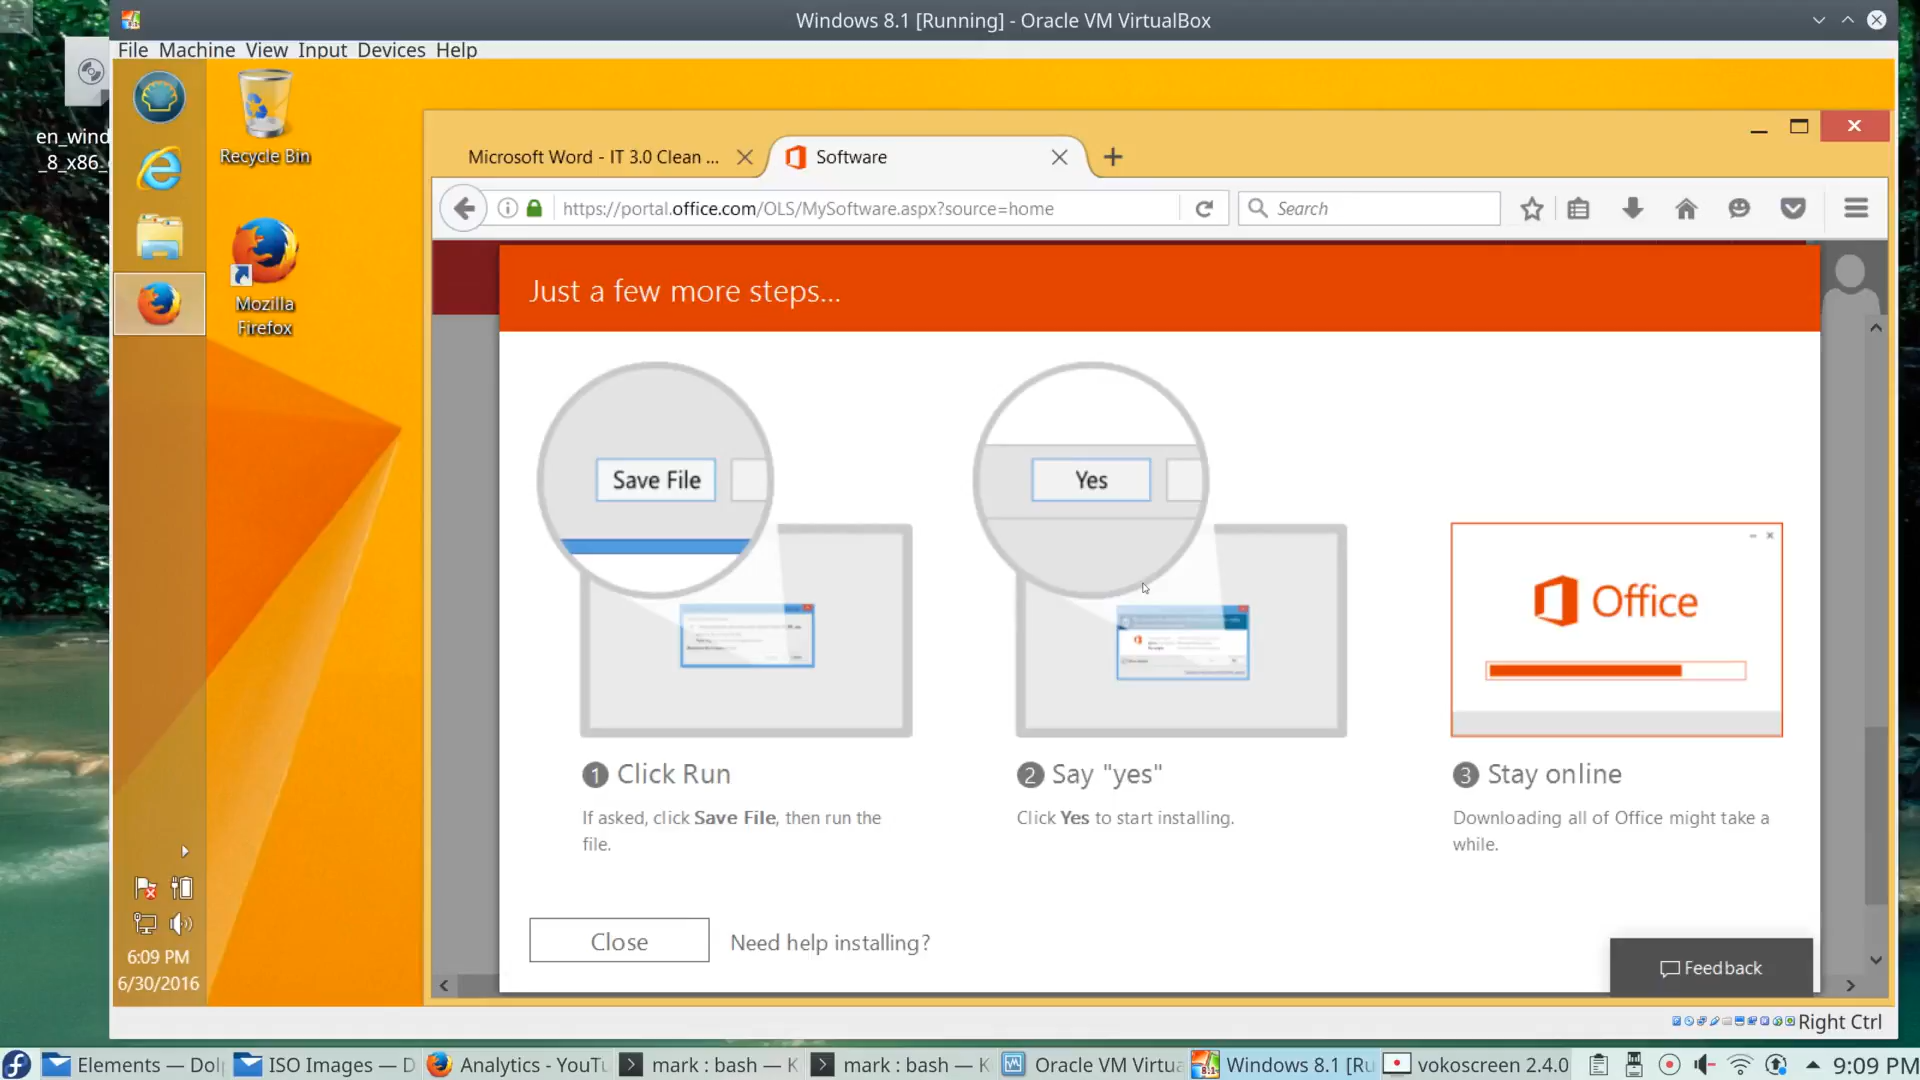 Windows 8.1 [Running] - Oracle VM VirtualBox
File Machine View Input Devices Help
en_wind
_8_x86.
Recycle Bin
Mozilla
Firefox
Microsoft Word - IT 3.0 Clean ...
Software
https://portal.office.com/OLS/MySoftware.aspx?source=home
Search
Just a few more steps...
Save File
Yes
Office
1 Click Run
If asked, click Save File, then run the
file.
2 Say "yes"
Click Yes to start installing.
3 Stay online
Downloading all of Office might take a
while.
Close
Need help installing?
Feedback
6:09 PM
6/30/2016
Right Ctrl
Elements — Dol
ISO Images — D
Analytics - YouTu
mark : bash — K
mark : bash — K
Oracle VM Virtua
Windows 8.1 [Ru
vokoscreen 2.4.0
9:09 PM